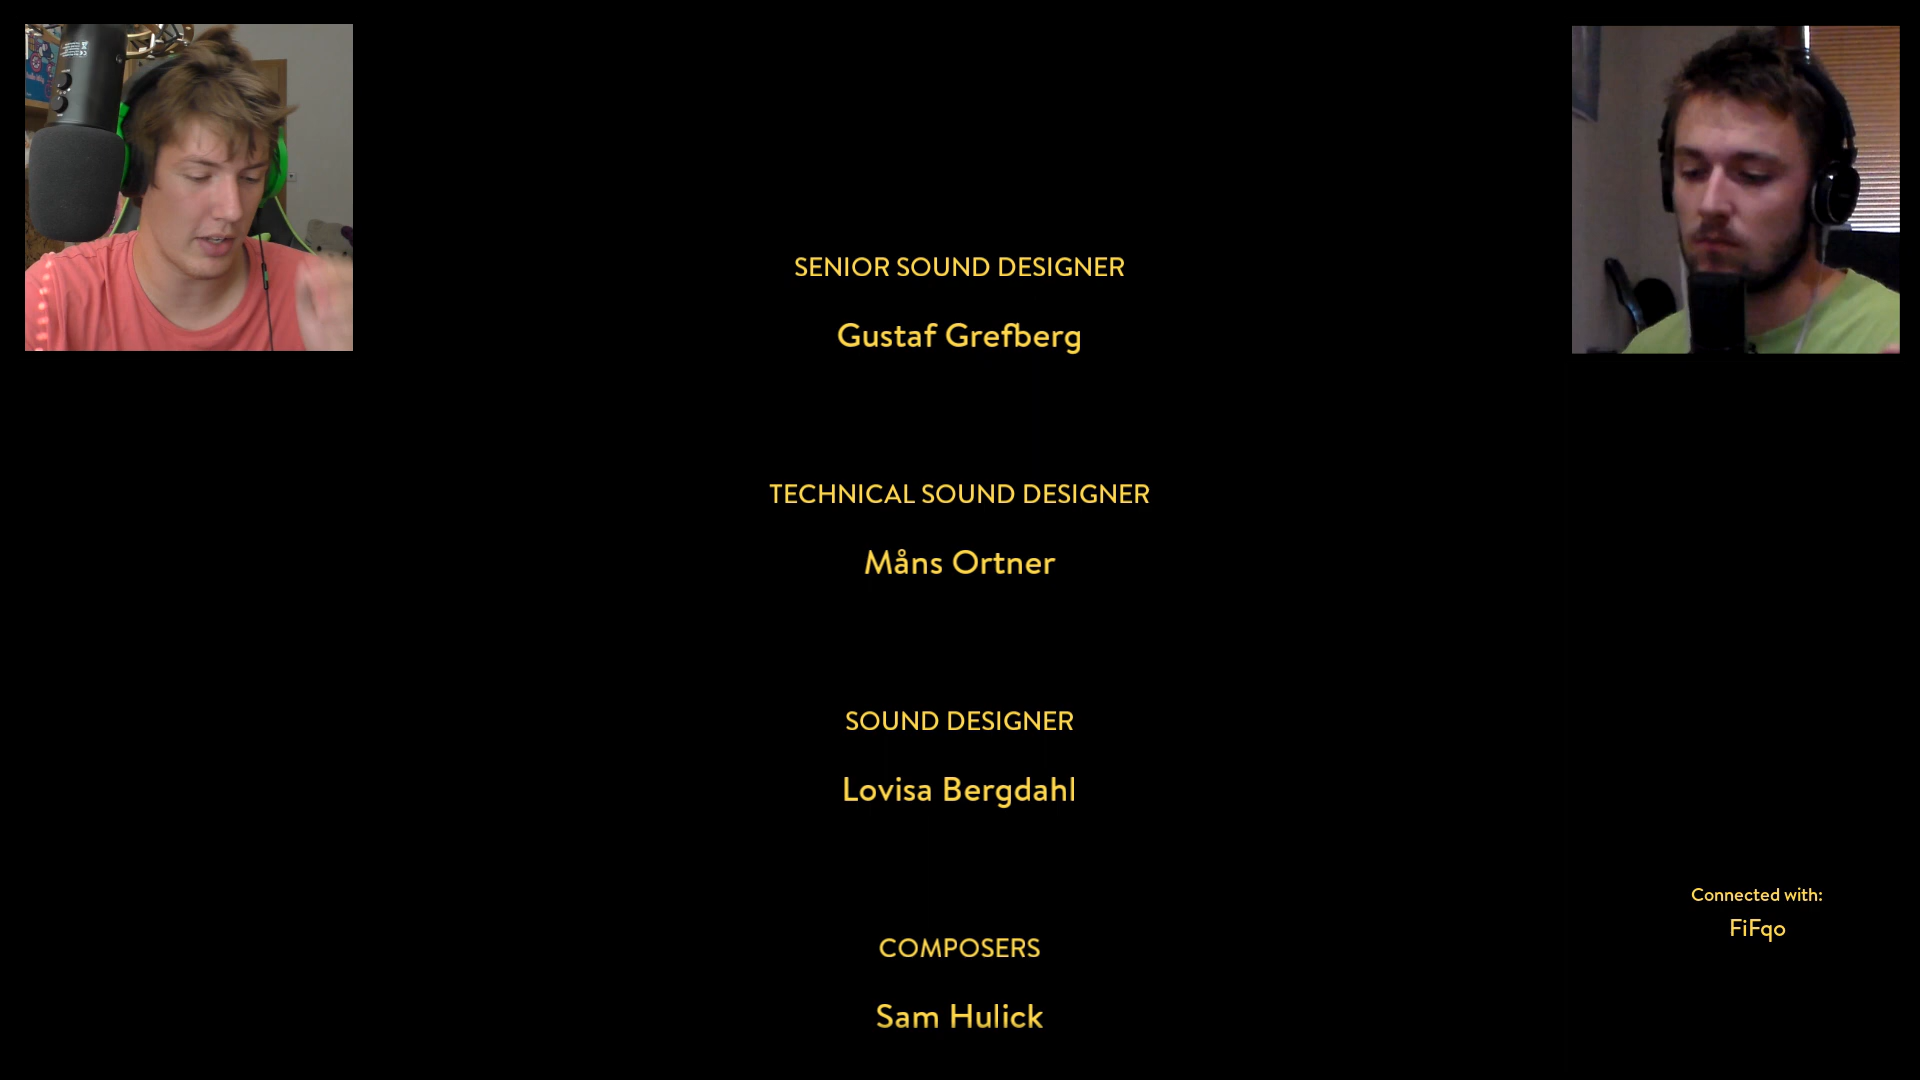 SENIOR SOUND DESIGNER
Gustaf Grefberg
TECHNICAL SOUND DESIGNER
Måns Ortner
SOUND DESIGNER
Lovisa Bergdahl
COMPOSERS
Sam Hulick
Connected with:
FiFqo